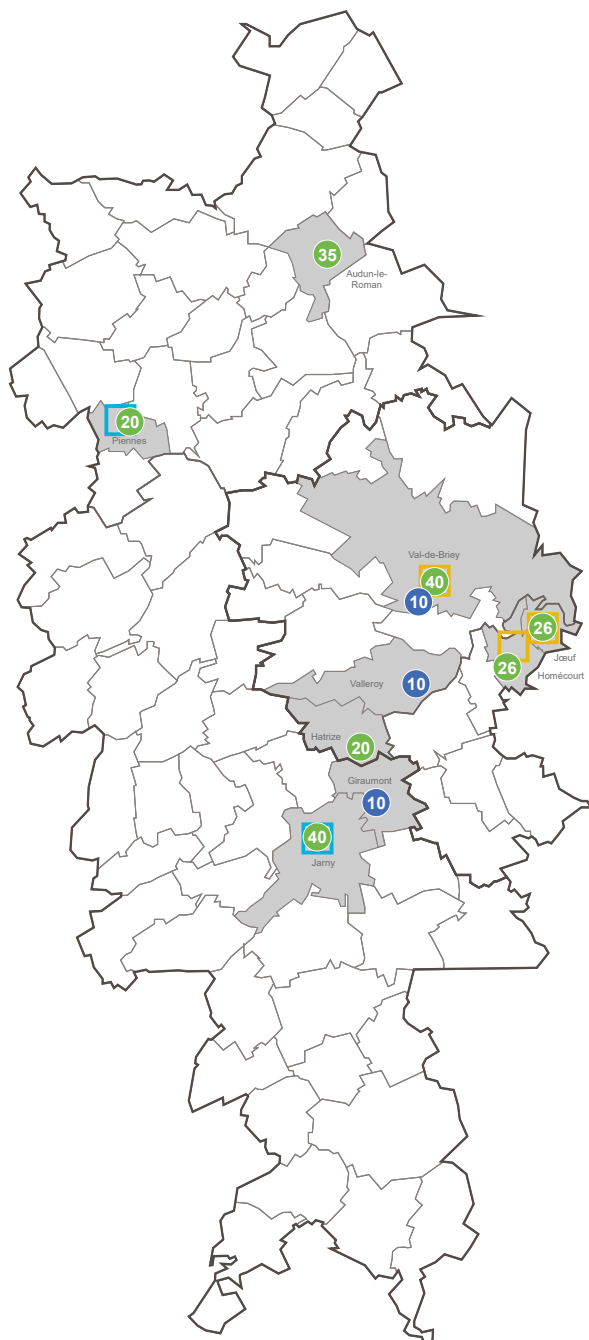 35
Audun-le-
Roman
20
Piennes
Val-de-Briey
40
10
26
Jœuf
26
Homécourt
Valleroy
10
Hatrize
20
Giraumont
10
40
Jarny